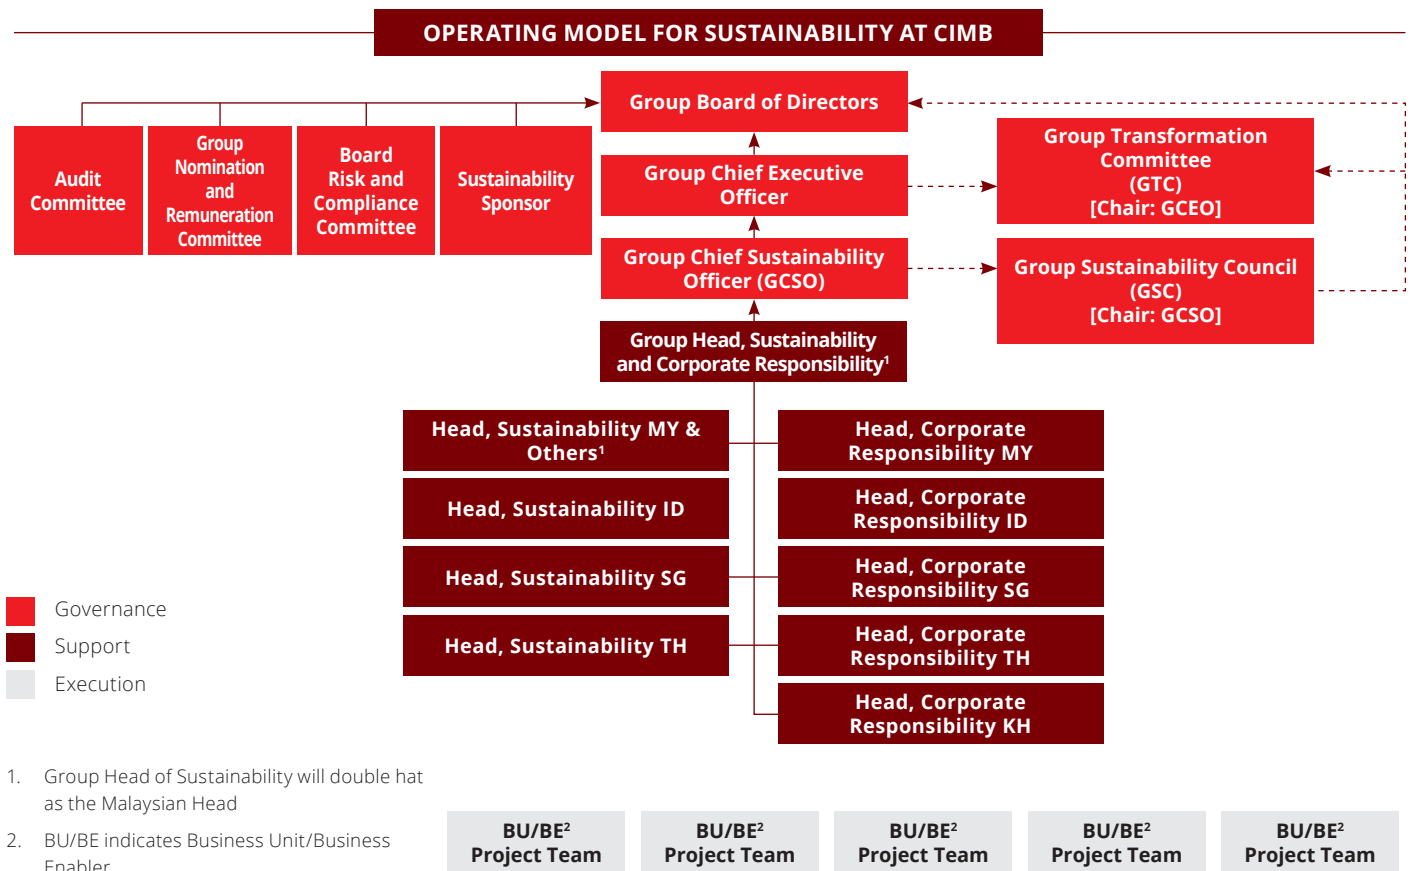 OPERATING MODEL FOR SUSTAINABILITY AT CIMB
Group Board of Directors
Audit
Committee
Group
Nomination
and
Remuneration
Committee
Board
Risk and
Compliance
Committee
Sustainability
Sponsor
Group Chief Executive
Officer
Group Transformation
Committee
(GTC)
[Chair: GCEO]
Group Chief Sustainability
Officer (GCSO)
Group Sustainability Council
(GSC)
[Chair: GCSO]
Group Head, Sustainability
and Corporate Responsibility¹
Head, Sustainability MY &
Others¹
Head, Corporate
Responsibility MY
Head, Sustainability ID
Head, Corporate
Responsibility ID
Head, Sustainability SG
Head, Corporate
Responsibility SG
Head, Sustainability TH
Head, Corporate
Responsibility TH
Head, Corporate
Responsibility KH
Governance
Support
Execution
1. Group Head of Sustainability will double hat
as the Malaysian Head
2. BU/BE indicates Business Unit/Business
Enabler
BU/BE²
Project Team
BU/BE²
Project Team
BU/BE²
Project Team
BU/BE²
Project Team
BU/BE²
Project Team